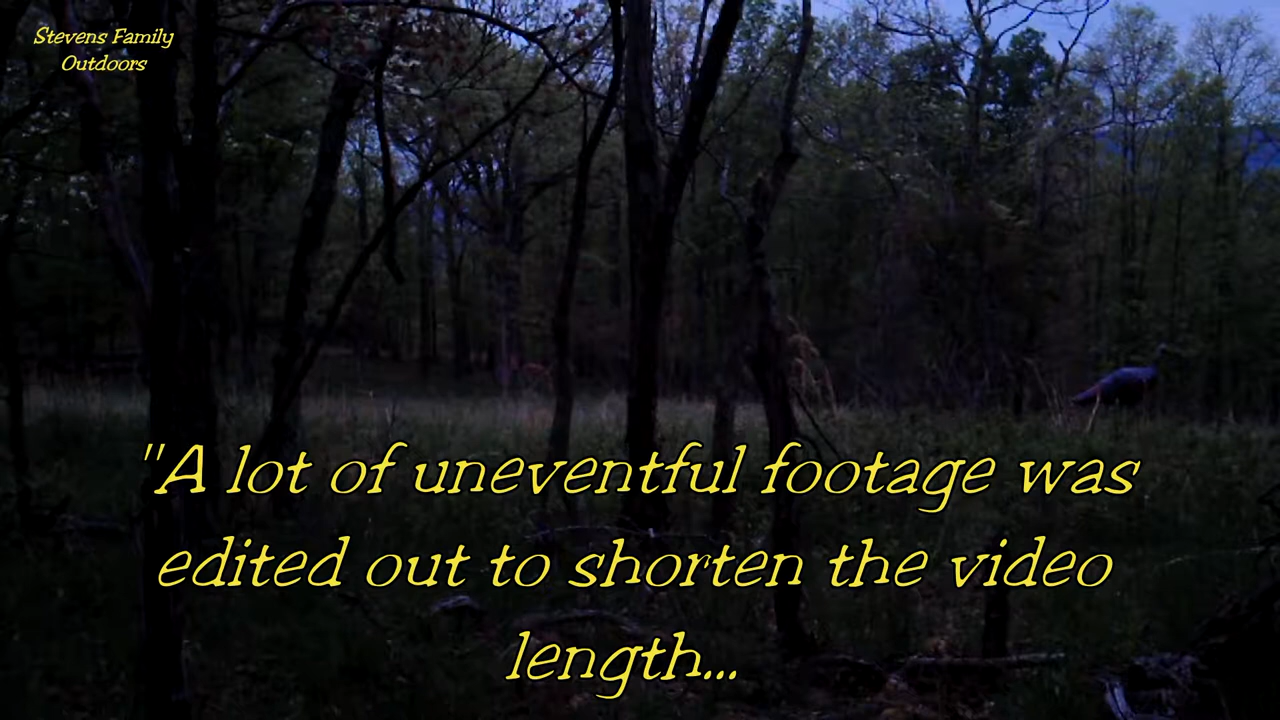 Stevens Family
Outdoors
"A lot of uneventful footage was
edited out to shorten the video
length...